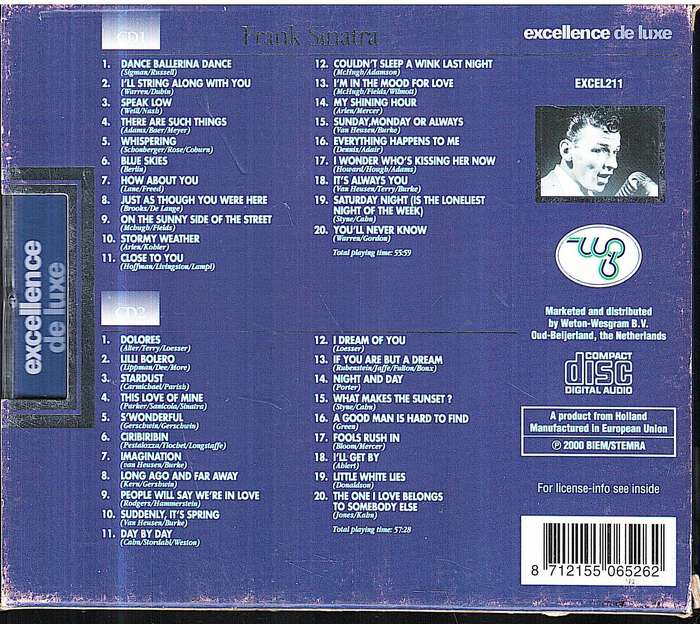 CD1
Frank Sinatra
excellence de luxe
1. DANCE BALLERINA DANCE
(Sigman/Russell)
2. I'LL STRING ALONG WITH YOU
(Warren/Dubin)
3. SPEAK LOW
(Weill/Nash)
4. THERE ARE SUCH THINGS
(Adams/Baer/Meyer)
5. WHISPERING
(Schonberger/Rose/Coburn)
6. BLUE SKIES
(Berlin)
7. HOW ABOUT YOU
(Lane/Freed)
8. JUST AS THOUGH YOU WERE HERE
(Brooks/De Lange)
9. ON THE SUNNY SIDE OF THE STREET
(Mchugh/Fields)
10. STORMY WEATHER
(Arlen/Kohler)
11. CLOSE TO YOU
(Hoffman/Livingston/Lampl)
12. COULDN'T SLEEP A WINK LAST NIGHT
(McHugh/Adamson)
13. I'M IN THE MOOD FOR LOVE
(McHugh/Fields/Wilmott)
14. MY SHINING HOUR
(Arlen/Mercer)
15. SUNDAY,MONDAY OR ALWAYS
(Van Heusen/Burke)
16. EVERYTHING HAPPENS TO ME
(Dennis/Adair)
17. I WONDER WHO'S KISSING HER NOW
(Howard/Hough/Adams)
18. IT'S ALWAYS YOU
(Van Heusen/Terry/Burke)
19. SATURDAY NIGHT (IS THE LONELIEST
NIGHT OF THE WEEK)
(Styne/Cahn)
20. YOU'LL NEVER KNOW
(Warren/Gordon)
Total playing time: 55:59
CD2
1. DOLORES
(Alter/Terry/Loesser)
2. LILLI BOLERO
(Lippman/Dee/More)
3. STARDUST
(Carmichael/Parish)
4. THIS LOVE OF MINE
(Parker/Sanicola/Sinatra)
5. S'WONDERFUL
(Gerschwin/Gerschwin)
6. CIRIBIRIBIN
(Pestalozza/Tiochet/Longstaffe)
7. IMAGINATION
(van Heusen/Burke)
8. LONG AGO AND FAR AWAY
(Kern/Gershwin)
9. PEOPLE WILL SAY WE'RE IN LOVE
(Rodgers/Hammerstein)
10. SUDDENLY, IT'S SPRING
(Van Heusen/Burke)
11. DAY BY DAY
(Cahn/Stordahl/Weston)
12. I DREAM OF YOU
(Loesser)
13. IF YOU ARE BUT A DREAM
(Rubenstein/Jaffe/Fulton/Bonx)
14. NIGHT AND DAY
(Porter)
15. WHAT MAKES THE SUNSET ?
(Styne/Cahn)
16. A GOOD MAN IS HARD TO FIND
(Green)
17. FOOLS RUSH IN
(Bloom/Mercer)
18. I'LL GET BY
(Ahlert)
19. LITTLE WHITE LIES
(Donaldson)
20. THE ONE I LOVE BELONGS
TO SOMEBODY ELSE
(Jones/Kahn)
Total playing time: 57:28
excellence
de luxe
EXCEL211
Marketed and distributed
by Weton-Wesgram B.V.
Oud-Beijerland, the Netherlands
COMPACT
disc
DIGITAL AUDIO
A product from Holland
Manufactured in European Union
℗ 2000 BIEM/STEMRA
For license-info see inside
8 712155 065262